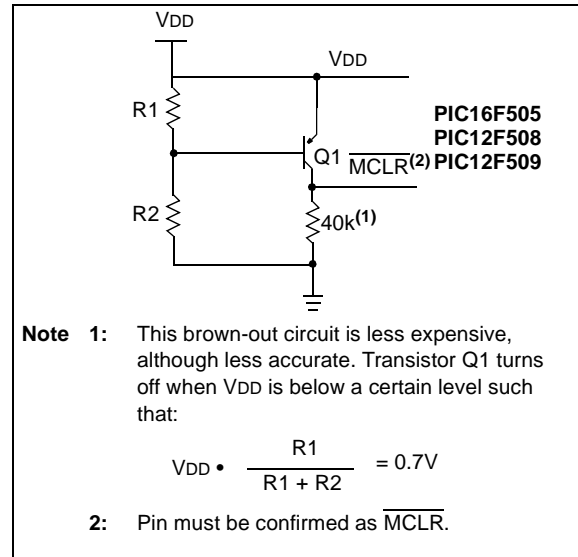 VDD
VDD
R1
PIC16F505
PIC12F508
Q1 MCLR(2) PIC12F509
R2
40k(1)
Note 1: This brown-out circuit is less expensive,
although less accurate. Transistor Q1 turns
off when VDD is below a certain level such
that:
VDD • R1 / R1 + R2 = 0.7V
2: Pin must be confirmed as MCLR.